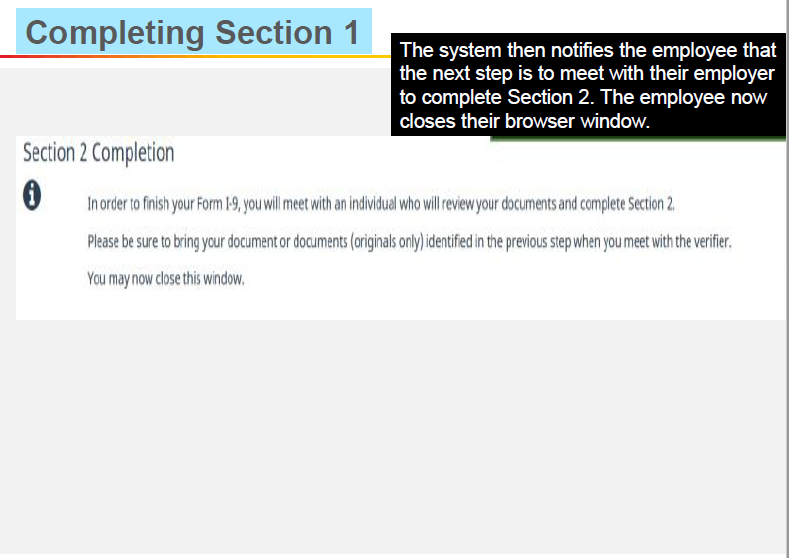 Completing Section 1
The system then notifies the employee that
the next step is to meet with their employer
to complete Section 2. The employee now
closes their browser window.
Section 2 Completion
In order to finish your Form I-9, you will meet with an individual who will review your documents and complete Section 2.
Please be sure to bring your document or documents (originals only) identified in the previous step when you meet with the verifier.
You may now close this window.